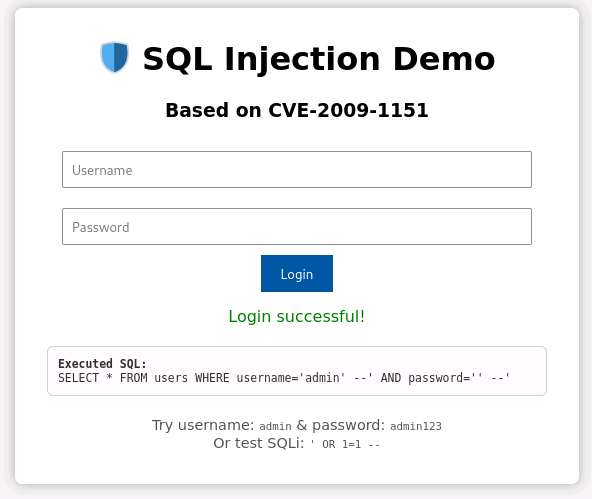 SQL Injection Demo
Based on CVE-2009-1151
Username
Password
Login
Login successful!
Executed SQL:
SELECT * FROM users WHERE username='admin' --' AND password='' --'
Try username: admin & password: admin123
Or test SQLi: ' OR 1=1 --